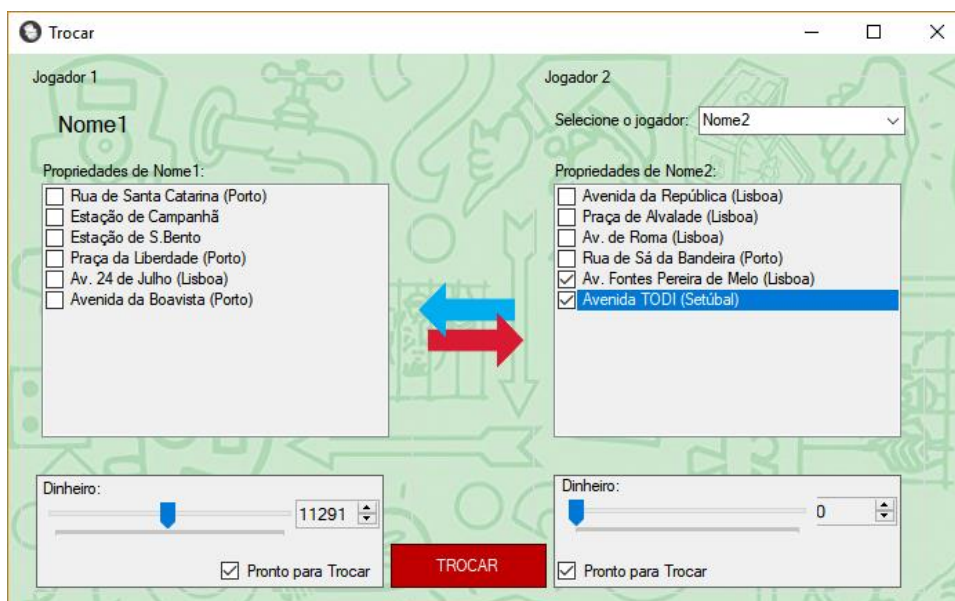 Trocar
Jogador 1
Nome1
Propriedades de Nome1:
Rua de Santa Catarina (Porto)
Estação de Campanhã
Estação de S.Bento
Praça da Liberdade (Porto)
Av. 24 de Julho (Lisboa)
Avenida da Boavista (Porto)
Dinheiro:
11291
Pronto para Trocar
Jogador 2
Selecione o jogador: Nome2
Propriedades de Nome2:
Avenida da República (Lisboa)
Praça de Alvalade (Lisboa)
Av. de Roma (Lisboa)
Rua de Sá da Bandeira (Porto)
Av. Fontes Pereira de Melo (Lisboa)
Avenida TODI (Setúbal)
Dinheiro:
0
Pronto para Trocar
TROCAR